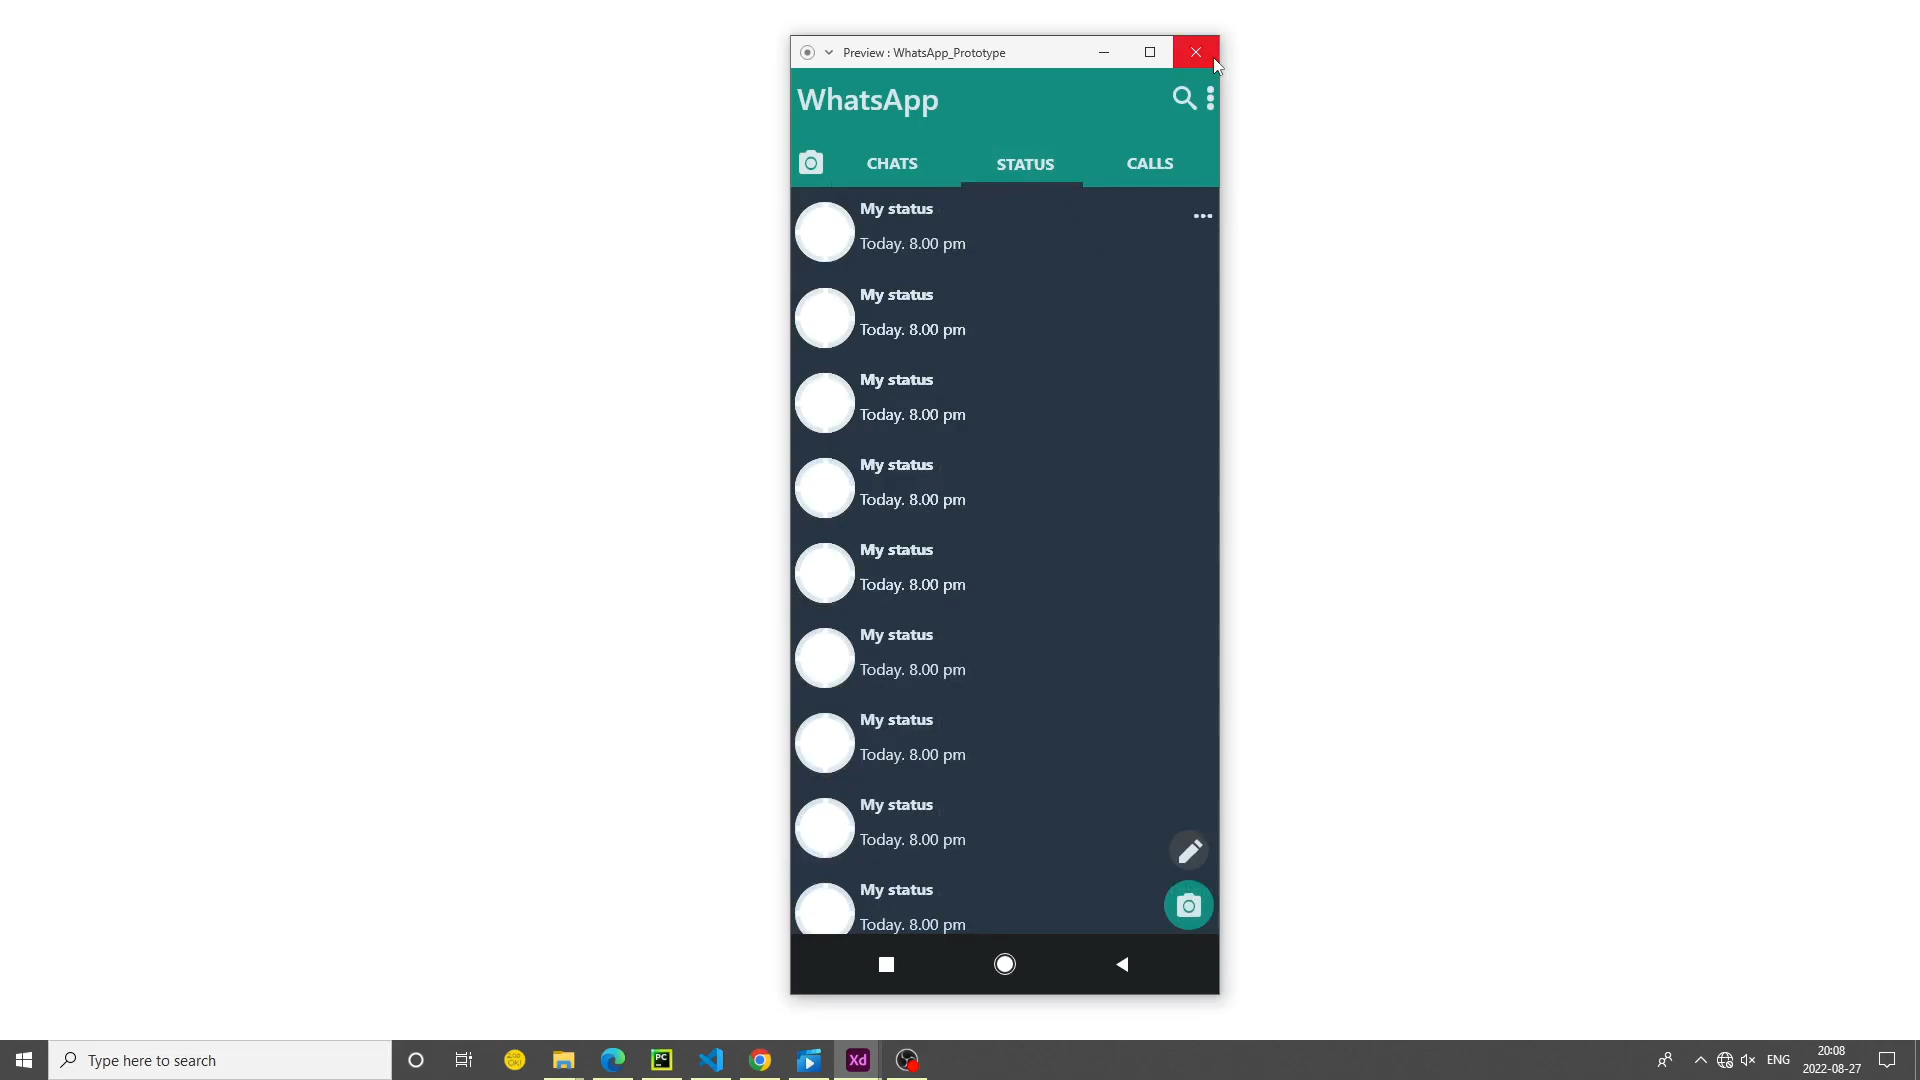 Preview : WhatsApp_Prototype
WhatsApp
CHATS STATUS CALLS
My status
Today. 8.00 pm
My status
Today. 8.00 pm
My status
Today. 8.00 pm
My status
Today. 8.00 pm
My status
Today. 8.00 pm
My status
Today. 8.00 pm
My status
Today. 8.00 pm
My status
Today. 8.00 pm
My status
Today. 8.00 pm
Type here to search
PC
Xd
ENG
20:08
2022-08-27